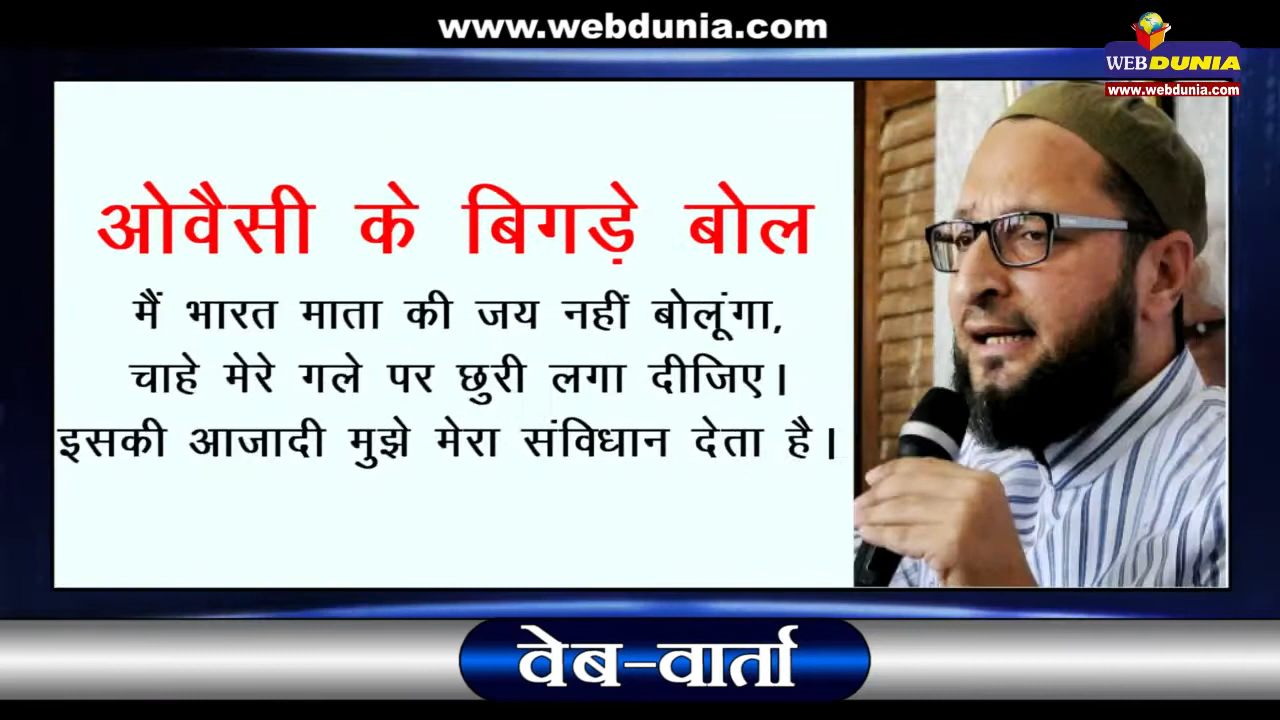 www.webdunia.com
WEBDUNIA
www.webdunia.com
ओवैसी के बिगड़े बोल
मैं भारत माता की जय नहीं बोलूंगा,
चाहे मेरे गले पर छुरी लगा दीजिए।
इसकी आजादी मुझे मेरा संविधान देता है।
वेब-वार्ता